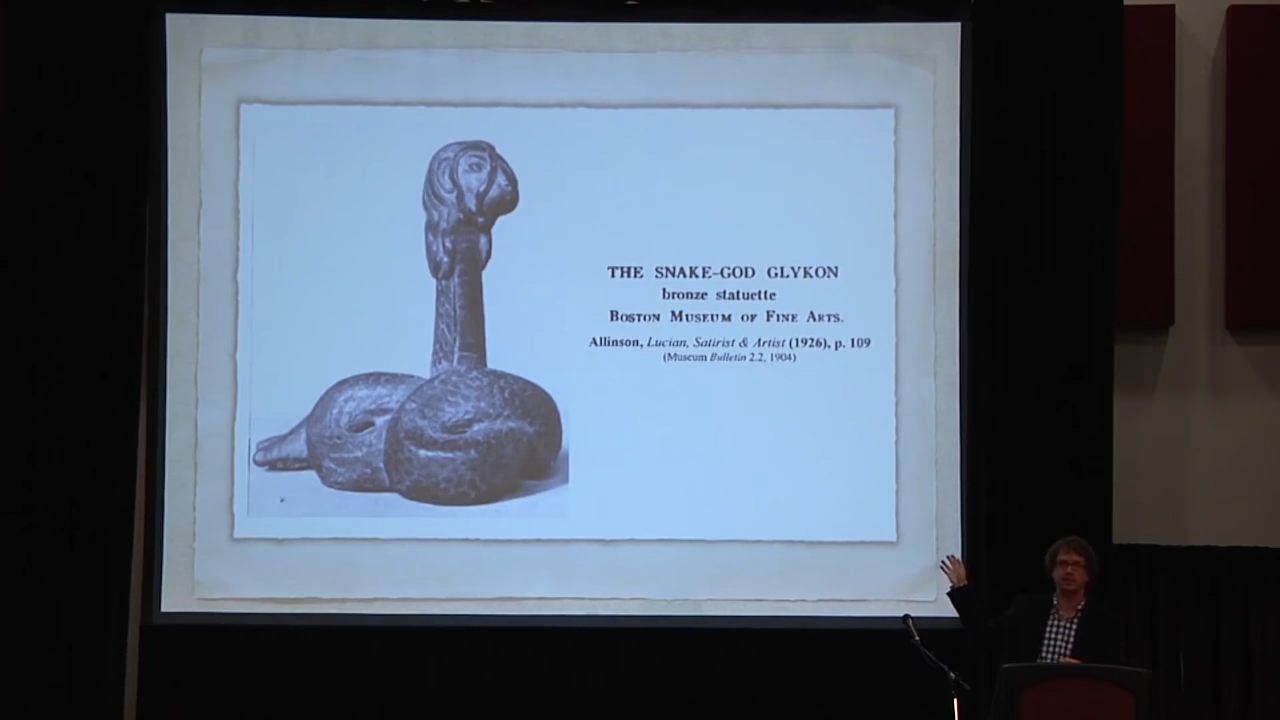 THE SNAKE-GOD GLYKON
bronze statuette
BOSTON MUSEUM OF FINE ARTS.
Allinson, Lucian, Satirist & Artist (1926), p. 109
(Museum Bulletin 2.2, 1904)